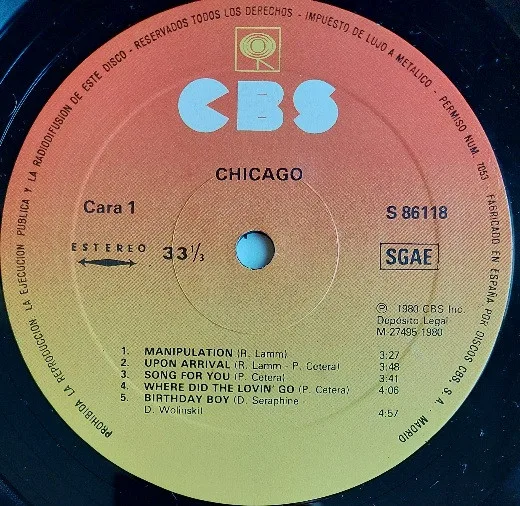 PROHIBIDA LA REPRODUCCION LA EJECUCION PUBLICA Y LA RADIODIFUSION DE ESTE DISCO - RESERVADOS TODOS LOS DERECHOS - IMPUESTO DE LUJO A METALICO - PERMISO NUM. 7053 FABRICADO EN ESPAÑA POR DISCOS CBS, S. A. - MADRID
CBS
CHICAGO
Cara 1
S 86118
ESTEREO 33 1/3
SGAE
Ⓟ 1980 CBS Inc.
Depósito Legal
M-27495-1980
1. MANIPULATION (R. Lamm) 3:27
2. UPON ARRIVAL (R. Lamm - P. Cetera) 3:48
3. SONG FOR YOU (P. Cetera) 3:41
4. WHERE DID THE LOVIN' GO (P. Cetera) 4:06
5. BIRTHDAY BOY (D. Seraphine -
D. Wolinskil) 4:57